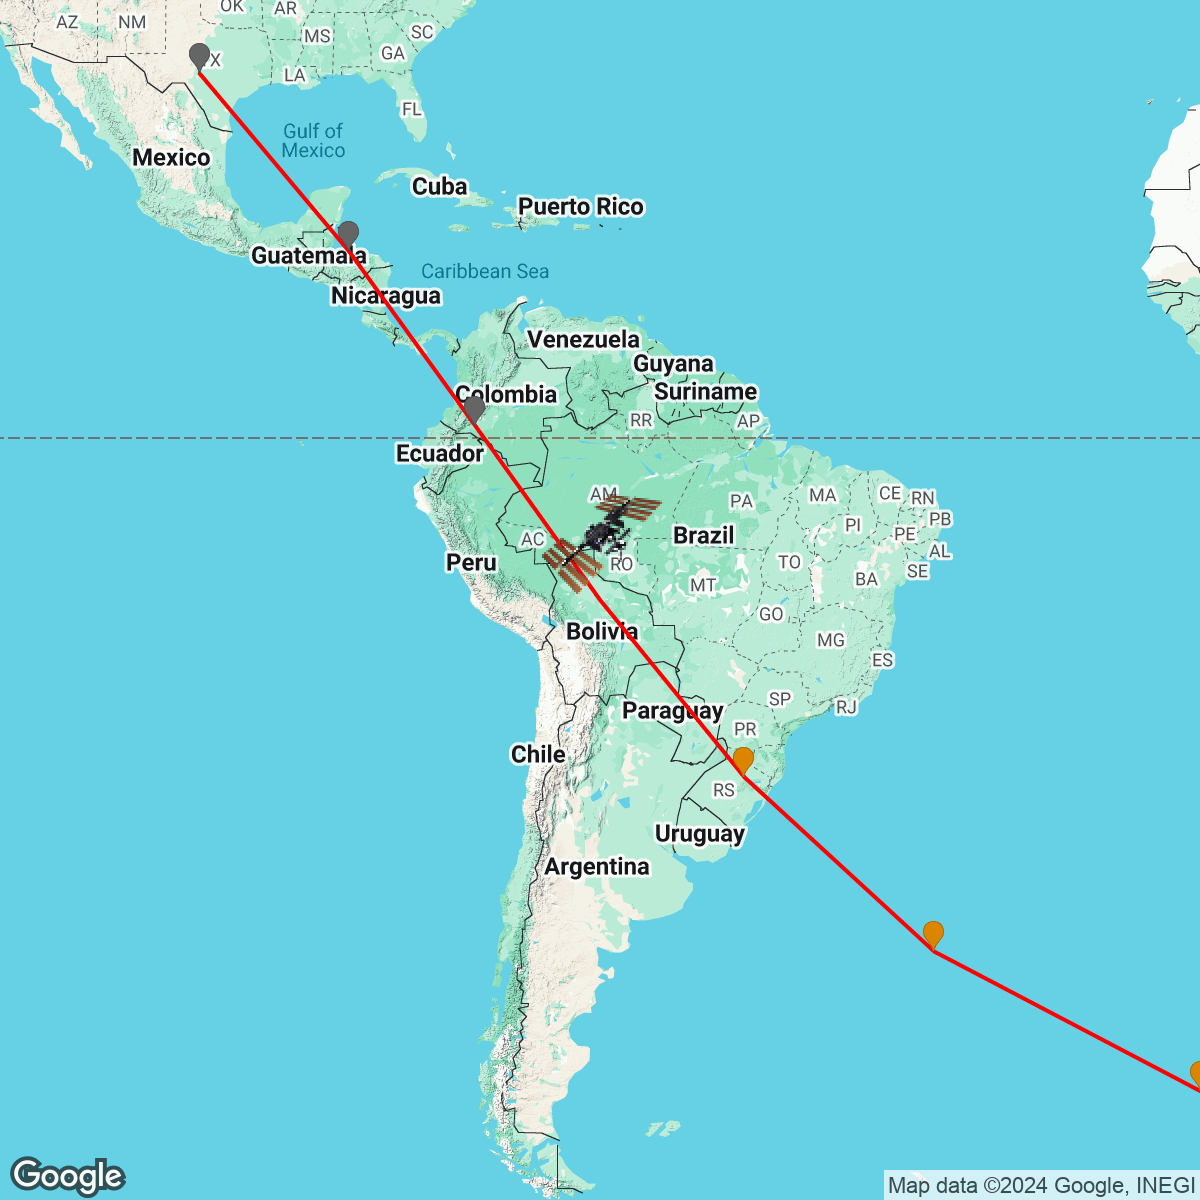 OK
AR
AZ
NM
MS
SC
GA
X
LA
FL
Gulf of
Mexico
Mexico
Cuba
Puerto Rico
Guatemala
Caribbean Sea
Nicaragua
Venezuela
Guyana
Colombia
Suriname
RR
AP
Ecuador
AM
PA
MA
CE
RN
PB
PI
PE
AC
Brazil
AL
Peru
RO
TO
SE
MT
BA
GO
Bolivia
MG
ES
SP
RJ
Paraguay
PR
Chile
RS
Uruguay
Argentina
Google
Map data ©2024 Google, INEGI